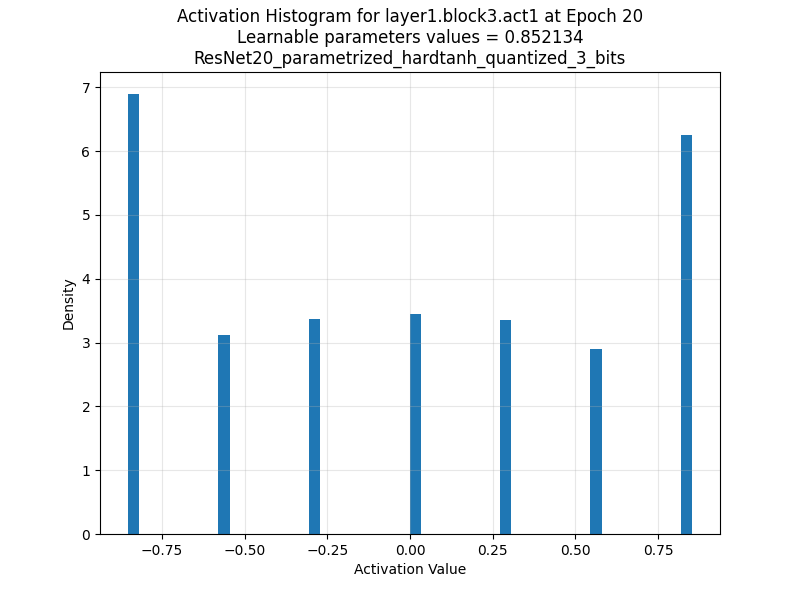 Activation Histogram for layer1.block3.act1 at Epoch 20
Learnable parameters values = 0.852134
ResNet20_parametrized_hardtanh_quantized_3_bits
7
6
5
4
3
2
1
0
Density
−0.75 −0.50 −0.25 0.00 0.25 0.50 0.75
Activation Value